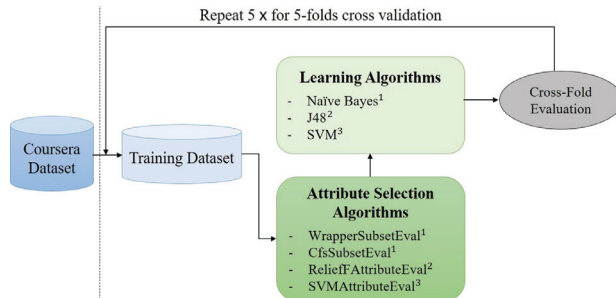 Repeat 5 x for 5-folds cross validation
Learning Algorithms
- Naïve Bayes¹
- J48²
- SVM³
Cross-Fold
Evaluation
Coursera
Dataset
Training Dataset
Attribute Selection
Algorithms
- WrapperSubsetEval¹
- CfsSubsetEval¹
- ReliefFAttributeEval²
- SVMAttributeEval³